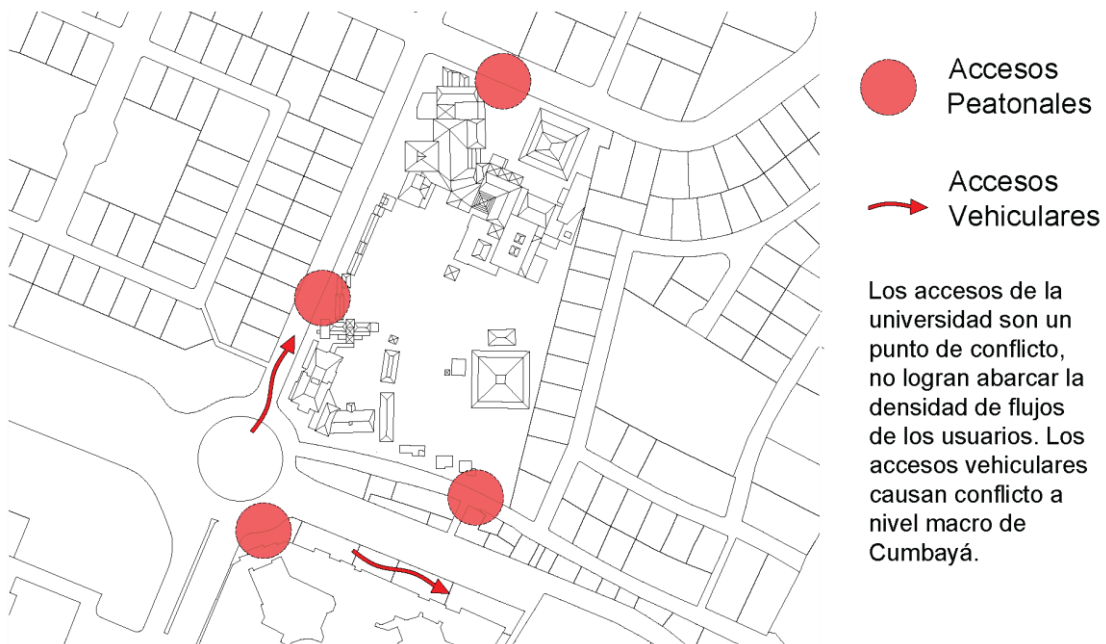 Accesos
Peatonales
Accesos
Vehiculares
Los accesos de la
universidad son un
punto de conflicto,
no logran abarcar la
densidad de flujos
de los usuarios. Los
accesos vehiculares
causan conflicto a
nivel macro de
Cumbayá.